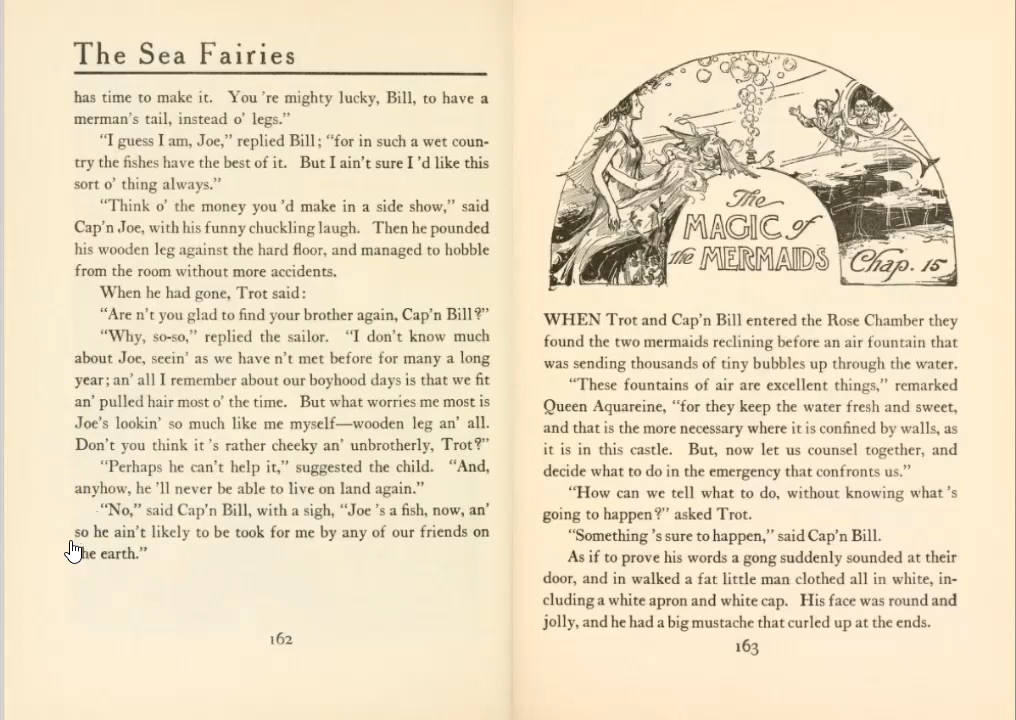 The Sea Fairies
has time to make it. You 're mighty lucky, Bill, to have a
merman's tail, instead o' legs."
"I guess I am, Joe," replied Bill; "for in such a wet coun-
try the fishes have the best of it. But I ain't sure I 'd like this
sort o' thing always."
"Think o' the money you 'd make in a side show," said
Cap'n Joe, with his funny chuckling laugh. Then he pounded
his wooden leg against the hard floor, and managed to hobble
from the room without more accidents.
When he had gone, Trot said:
"Are n't you glad to find your brother again, Cap'n Bill?"
"Why, so-so," replied the sailor. "I don't know much
about Joe, seein' as we have n't met before for many a long
year; an' all I remember about our boyhood days is that we fit
an' pulled hair most o' the time. But what worries me most is
Joe's lookin' so much like me myself—wooden leg an' all.
Don't you think it 's rather cheeky an' unbrotherly, Trot?"
"Perhaps he can't help it," suggested the child. "And,
anyhow, he 'll never be able to live on land again."
"No," said Cap'n Bill, with a sigh, "Joe 's a fish, now, an'
so he ain't likely to be took for me by any of our friends on
the earth."
162
The
MAGIC of
the MERMAIDS
Chap. 15
WHEN Trot and Cap'n Bill entered the Rose Chamber they
found the two mermaids reclining before an air fountain that
was sending thousands of tiny bubbles up through the water.
"These fountains of air are excellent things," remarked
Queen Aquareine, "for they keep the water fresh and sweet,
and that is the more necessary where it is confined by walls, as
it is in this castle. But, now let us counsel together, and
decide what to do in the emergency that confronts us."
"How can we tell what to do, without knowing what 's
going to happen?" asked Trot.
"Something 's sure to happen," said Cap'n Bill.
As if to prove his words a gong suddenly sounded at their
door, and in walked a fat little man clothed all in white, in-
cluding a white apron and white cap. His face was round and
jolly, and he had a big mustache that curled up at the ends.
163